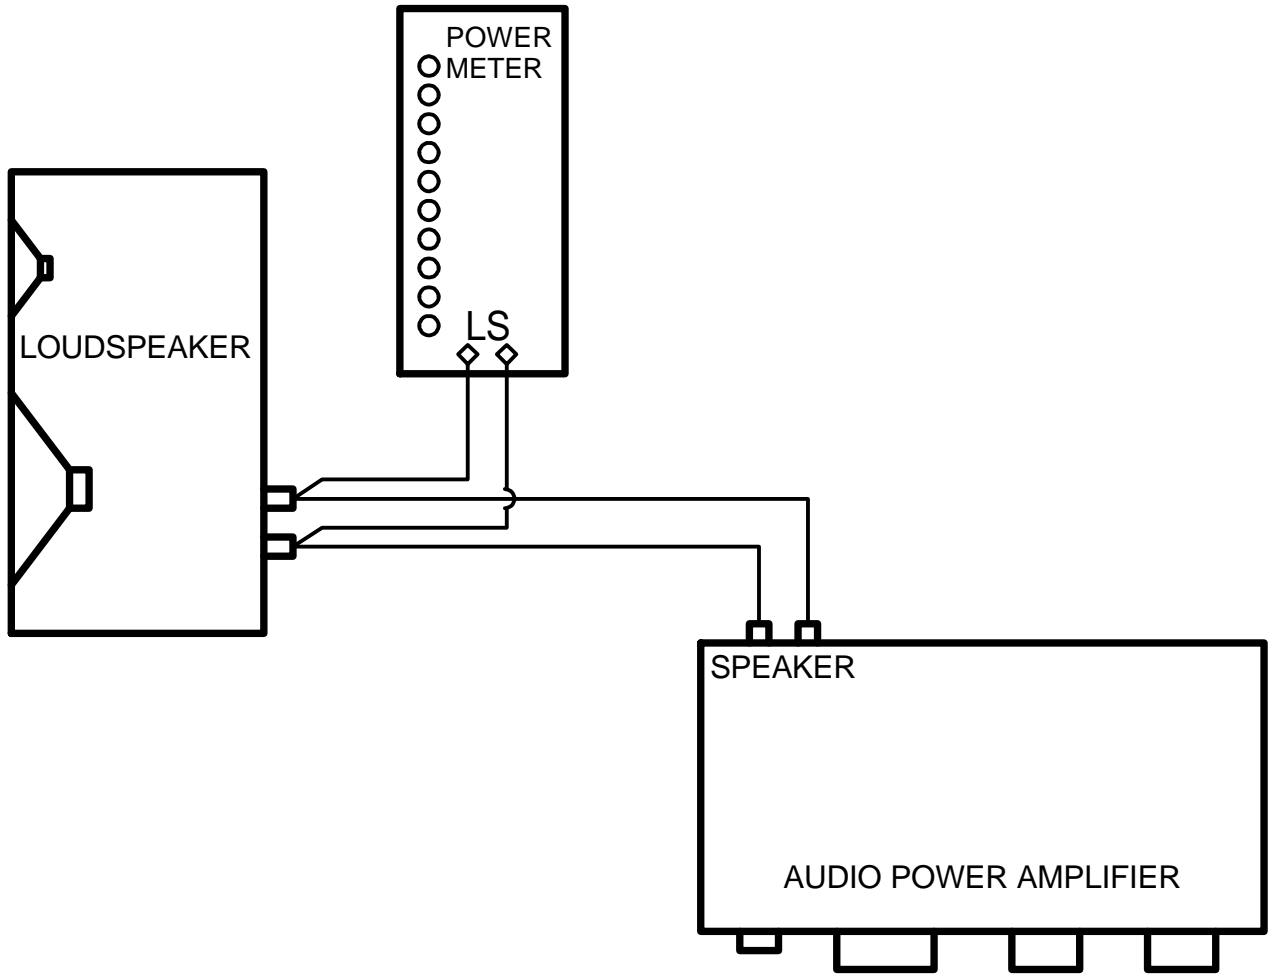 POWER
METER
LS
LOUDSPEAKER
SPEAKER
AUDIO POWER AMPLIFIER